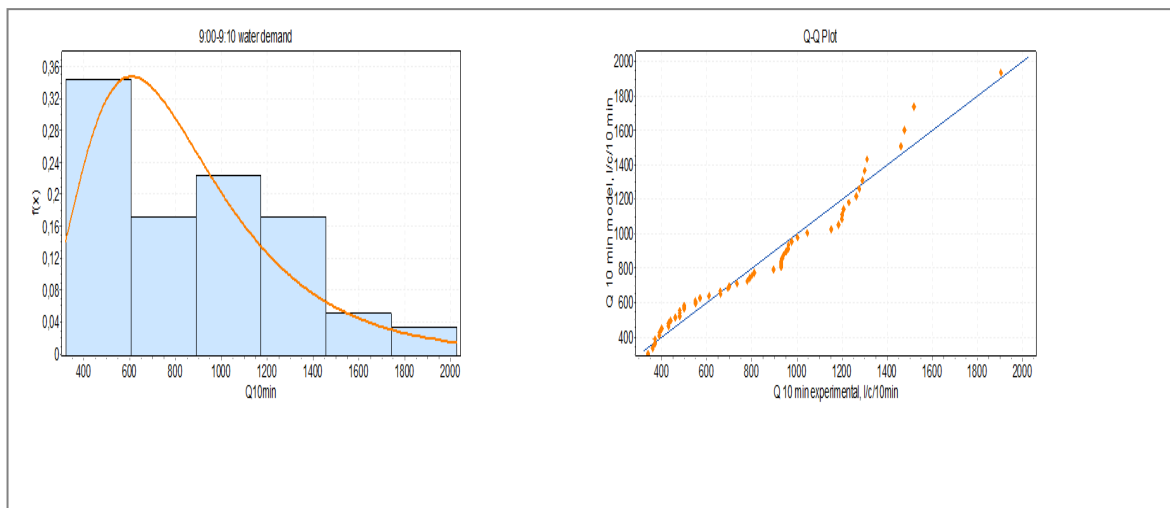 9:00-9:10 water demand
f(x)
0,36
0,32
0,28
0,24
0,2
0,16
0,12
0,08
0,04
0
400 600 800 1000 1200 1400 1600 1800 2000
Q10min
Q-Q Plot
Q 10 min model, l/c/10 min
2000
1800
1600
1400
1200
1000
800
600
400
400 600 800 1000 1200 1400 1600 1800 2000
Q 10 min experimental, l/c/10min